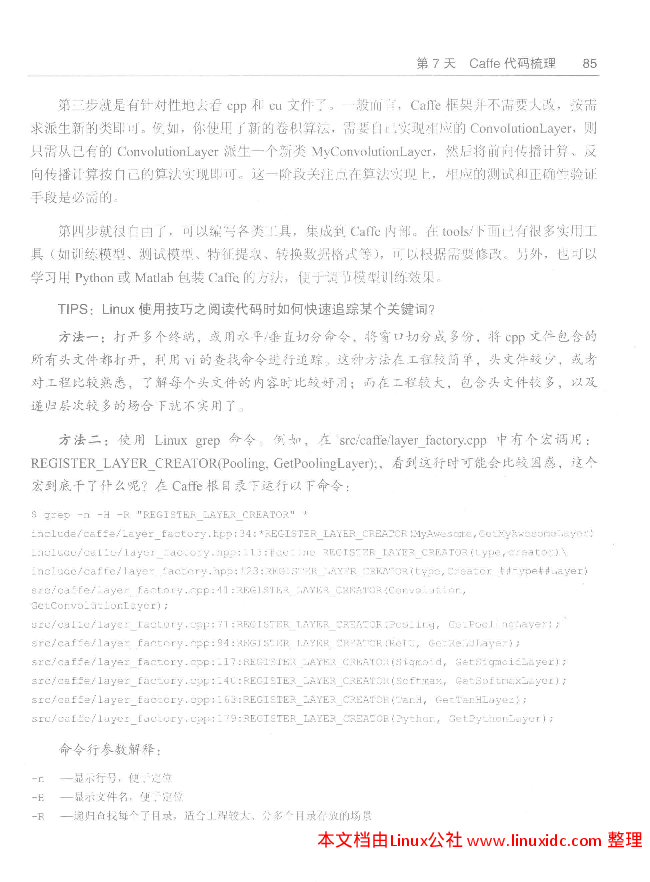 第 7 天 Caffe 代码梳理 85
第三步就是有针对性地去看 cpp 和 cu 文件了。一般而言，Caffe 框架并不需要大改，按需
求派生新的类即可。例如，你使用了新的卷积算法，需要自己实现相应的 ConvolutionLayer，则
只需从已有的 ConvolutionLayer 派生一个新类 MyConvolutionLayer，然后将前向传播计算、反
向传播计算按自己的算法实现即可。这一阶段关注点在算法实现上，相应的测试和正确性验证
手段是必需的。
第四步就很自由了，可以编写各类工具，集成到 Caffe 内部。在 tools/下面已有很多实用工
具（如训练模型、测试模型、特征提取、转换数据格式等），可以根据需要修改。另外，也可以
学习用 Python 或 Matlab 包装 Caffe 的方法，便于调节模型训练效果。
TIPS：Linux 使用技巧之阅读代码时如何快速追踪某个关键词？
方法一：打开多个终端，或用水平/垂直切分命令，将窗口切分成多份，将 cpp 文件包含的
所有头文件都打开，利用 vi 的查找命令进行追踪。这种方法在工程较简单，头文件较少，或者
对工程比较熟悉，了解每个头文件的内容时比较好用；而在工程较大，包含头文件较多，以及
递归层次较多的场合下就不实用了。
方法二：使用 Linux grep 命令。例如，在 src/caffe/layer_factory.cpp 中有个宏调用：
REGISTER_LAYER_CREATOR(Pooling, GetPoolingLayer);，看到这行时可能会比较困惑，这个
宏到底干了什么呢？在 Caffe 根目录下运行以下命令：
$ grep -n -H -R "REGISTER_LAYER_CREATOR" *
include/caffe/layer_factory.hpp:34:*REGISTER_LAYER_CREATOR(MyAwesome,GetMyAwesomeLayer)
include/caffe/layer_factory.hpp:113:#define REGISTER_LAYER_CREATOR(type,creator)\
include/caffe/layer_factory.hpp:123:REGISTER_LAYER_CREATOR(type,Creator_##type##Layer)
src/caffe/layer_factory.cpp:41:REGISTER_LAYER_CREATOR(Convolution,
GetConvolutionLayer);
src/caffe/layer_factory.cpp:71:REGISTER_LAYER_CREATOR(Pooling, GetPoolingLayer);
src/caffe/layer_factory.cpp:94:REGISTER_LAYER_CREATOR(ReLU, GetReLULayer);
src/caffe/layer_factory.cpp:117:REGISTER_LAYER_CREATOR(Sigmoid, GetSigmoidLayer);
src/caffe/layer_factory.cpp:140:REGISTER_LAYER_CREATOR(Softmax, GetSoftmaxLayer);
src/caffe/layer_factory.cpp:163:REGISTER_LAYER_CREATOR(TanH, GetTanHLayer);
src/caffe/layer_factory.cpp:179:REGISTER_LAYER_CREATOR(Python, GetPythonLayer);
命令行参数解释：
-n —显示行号，便于定位
-H —显示文件名，便于定位
-R —递归查找每个子目录，适合工程较大、分多个目录存放的场景
本文档由Linux公社 www.linuxidc.com 整理